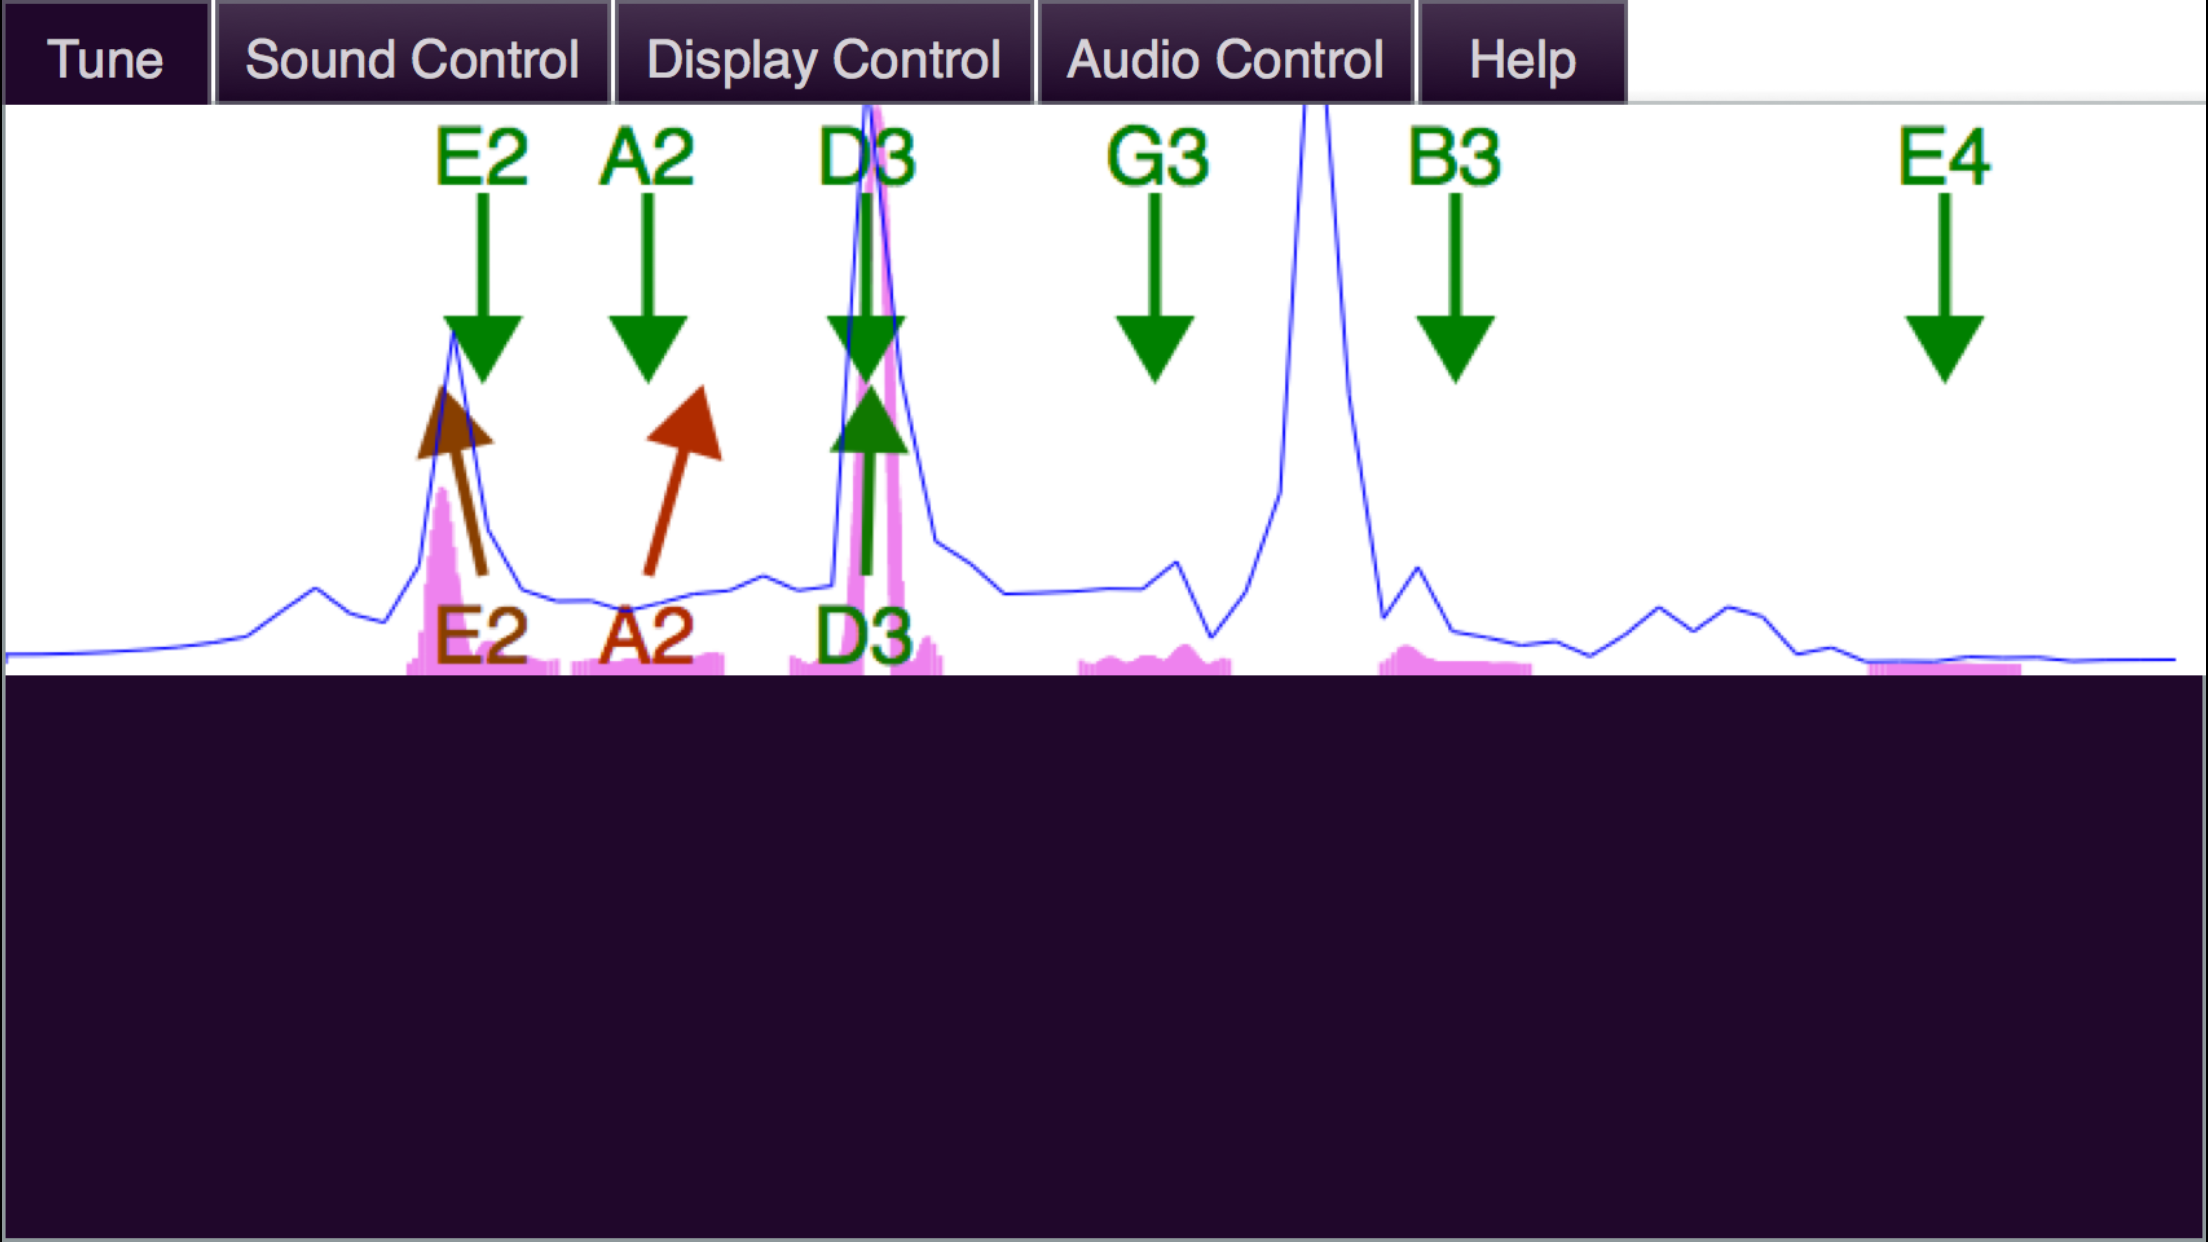 Tune Sound Control Display Control Audio Control Help
E2 A2 D3 G3 B3 E4
E2 A2 D3